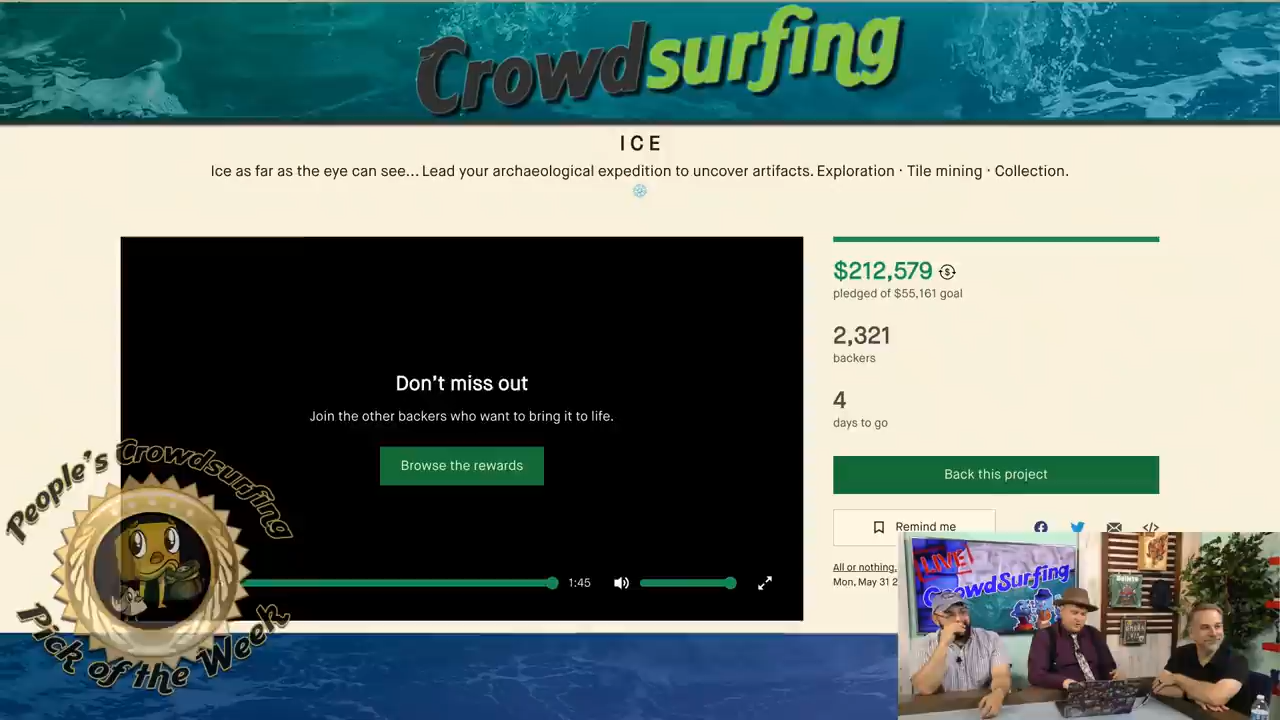 Crowdsurfing
ICE
Ice as far as the eye can see... Lead your archaeological expedition to uncover artifacts. Exploration · Tile mining · Collection.
$212,579
pledged of $55,161 goal
2,321
backers
4
days to go
Back this project
Remind me
All or nothing.
Mon, May 31 2
Don't miss out
Join the other backers who want to bring it to life.
Browse the rewards
1:45
People's Crowdsurfing
Pick of the Week
LIVE
CrowdSurfing